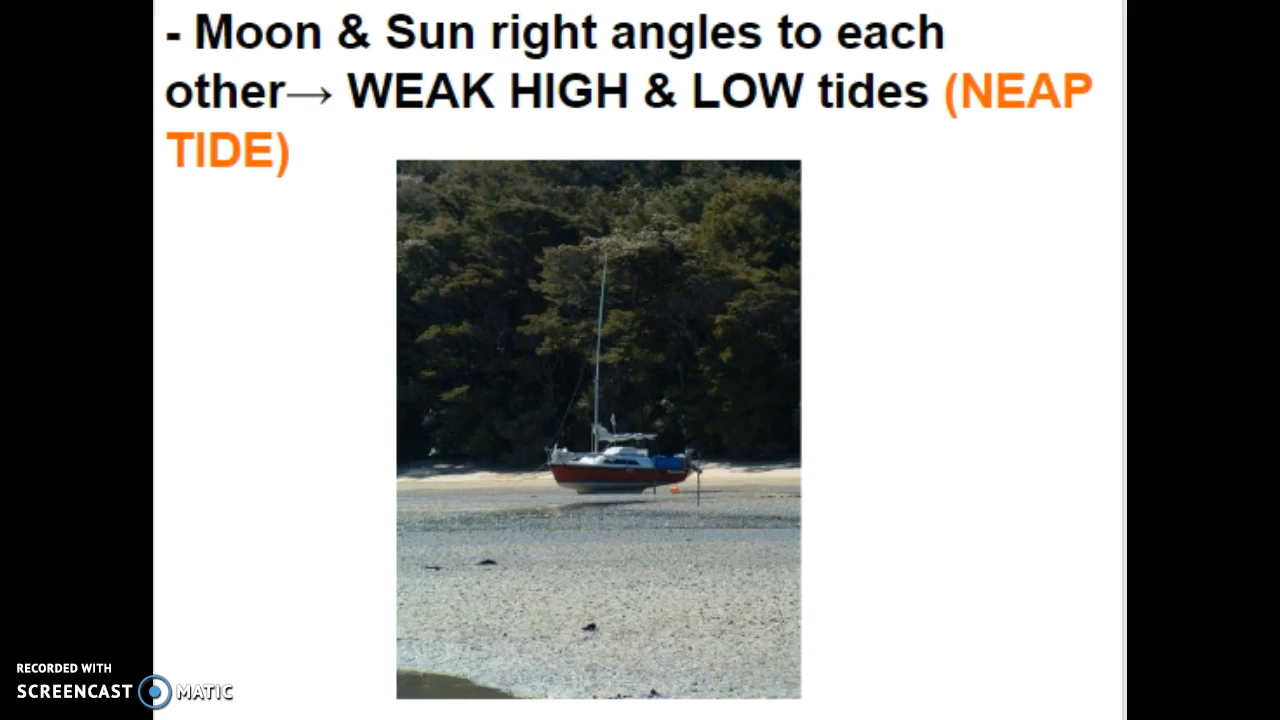 - Moon & Sun right angles to each
other→ WEAK HIGH & LOW tides (NEAP
TIDE)
RECORDED WITH
SCREENCAST MATIC